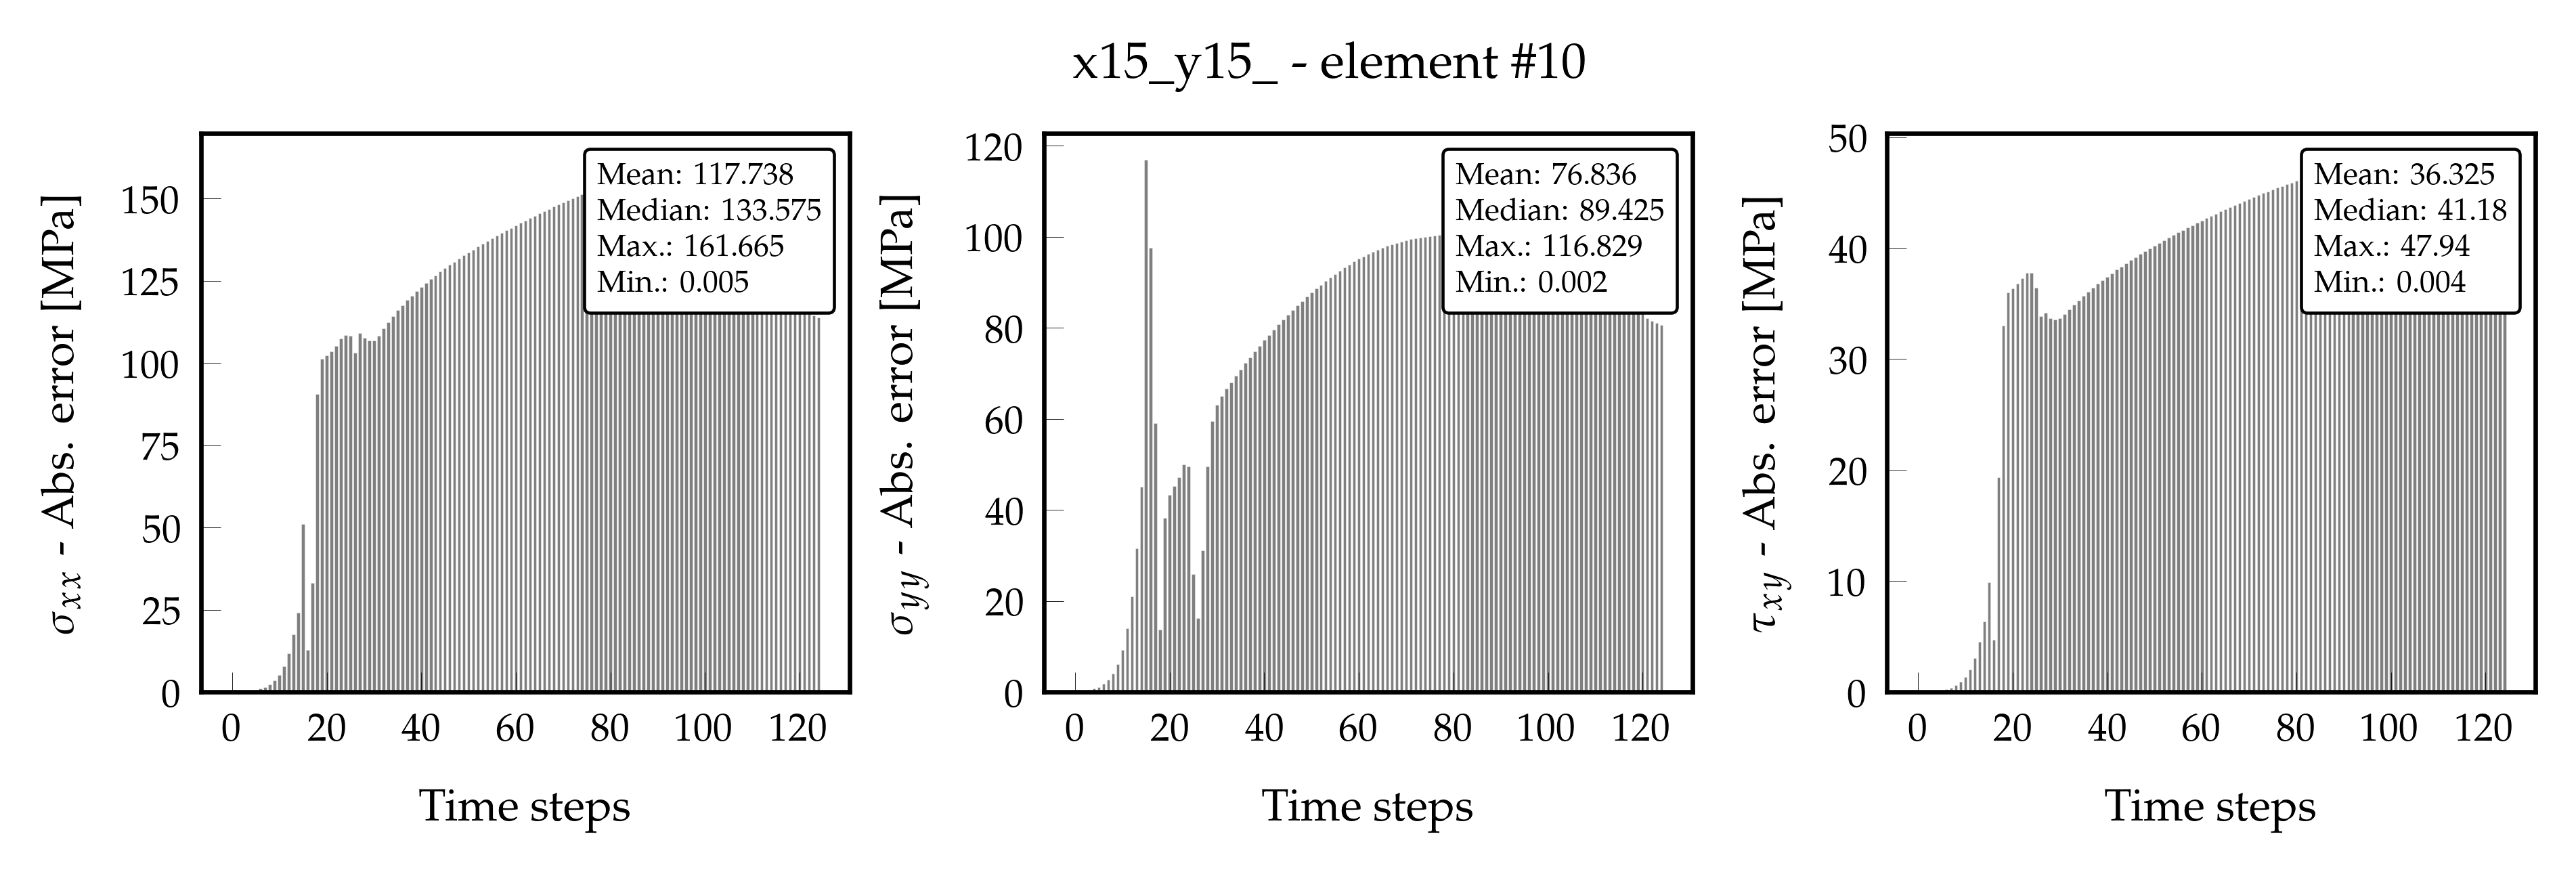 x15_y15_ - element #10
σxx - Abs. error [MPa]
150
125
100
75
50
25
0
0 20 40 60 80 100 120
Time steps
Mean: 117.738
Median: 133.575
Max.: 161.665
Min.: 0.005
σyy - Abs. error [MPa]
120
100
80
60
40
20
0
0 20 40 60 80 100 120
Time steps
Mean: 76.836
Median: 89.425
Max.: 116.829
Min.: 0.002
τxy - Abs. error [MPa]
50
40
30
20
10
0
0 20 40 60 80 100 120
Time steps
Mean: 36.325
Median: 41.18
Max.: 47.94
Min.: 0.004